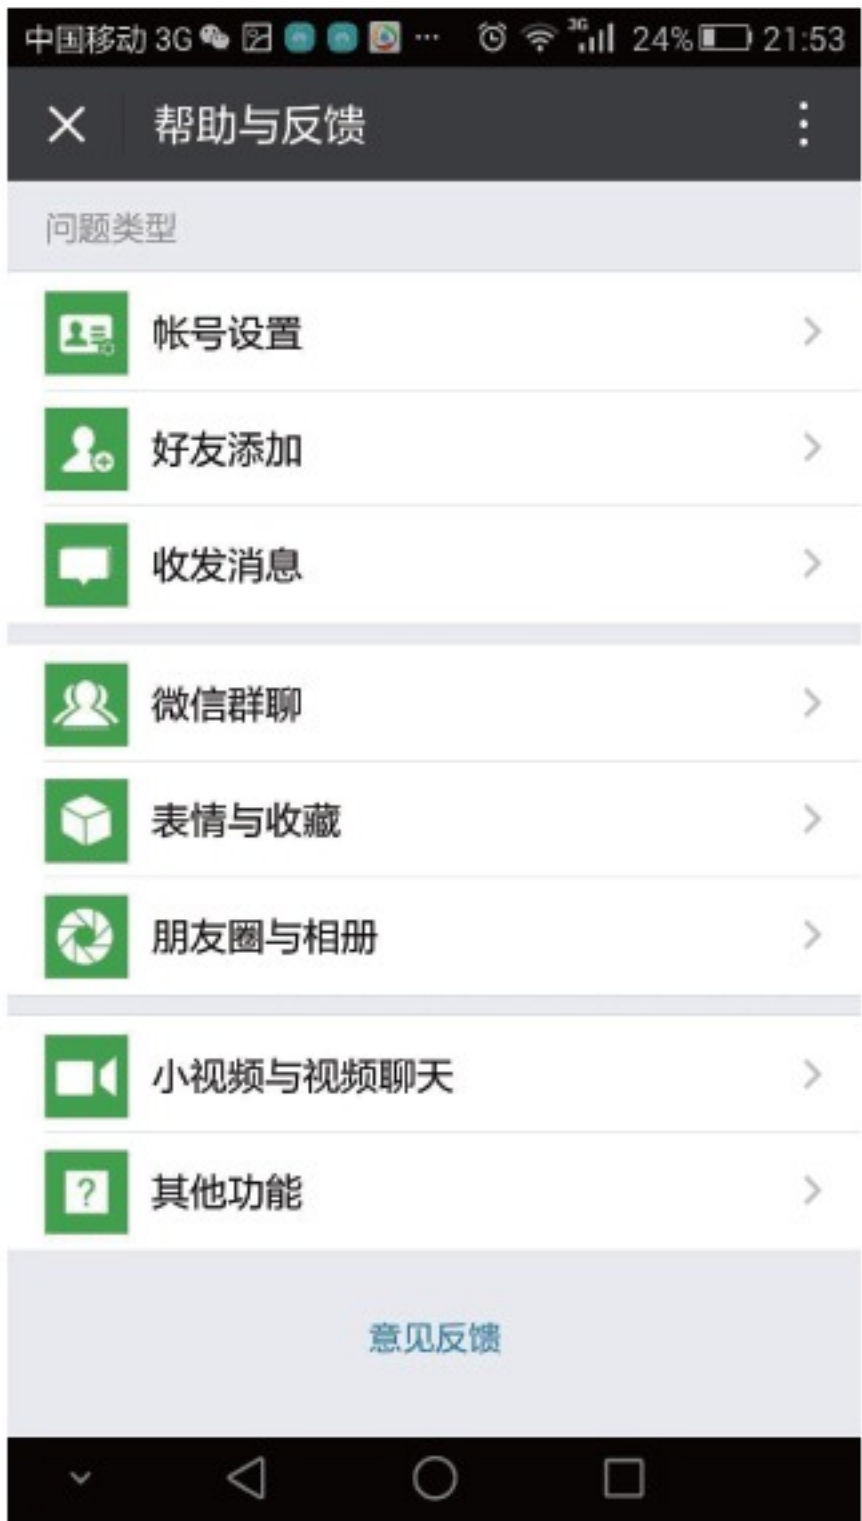 中国移动 3G ··· 3G 24% 21:53
帮助与反馈
问题类型
帐号设置
好友添加
收发消息
微信群聊
表情与收藏
朋友圈与相册
小视频与视频聊天
?
其他功能
意见反馈